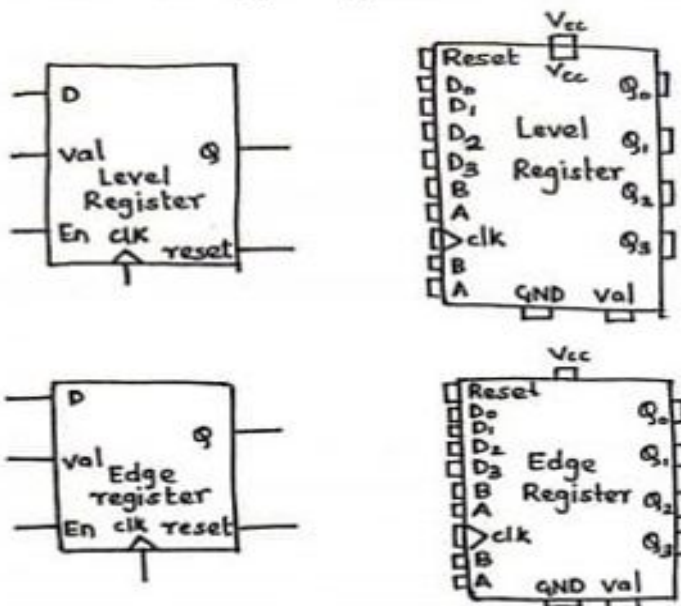 D
val Q
Level
Register
En clk reset
Vcc
Vcc
Reset
D0 Q0
D1
D2 Level Q1
D3 Register
B Q2
A
clk Q3
B
A GND Val
D
Q
val
Edge
register
En clk reset
Vcc
Reset
D0 Q0
D1
D2 Edge Q1
D3
B Register
A Q2
clk Q3
B
A GND Val